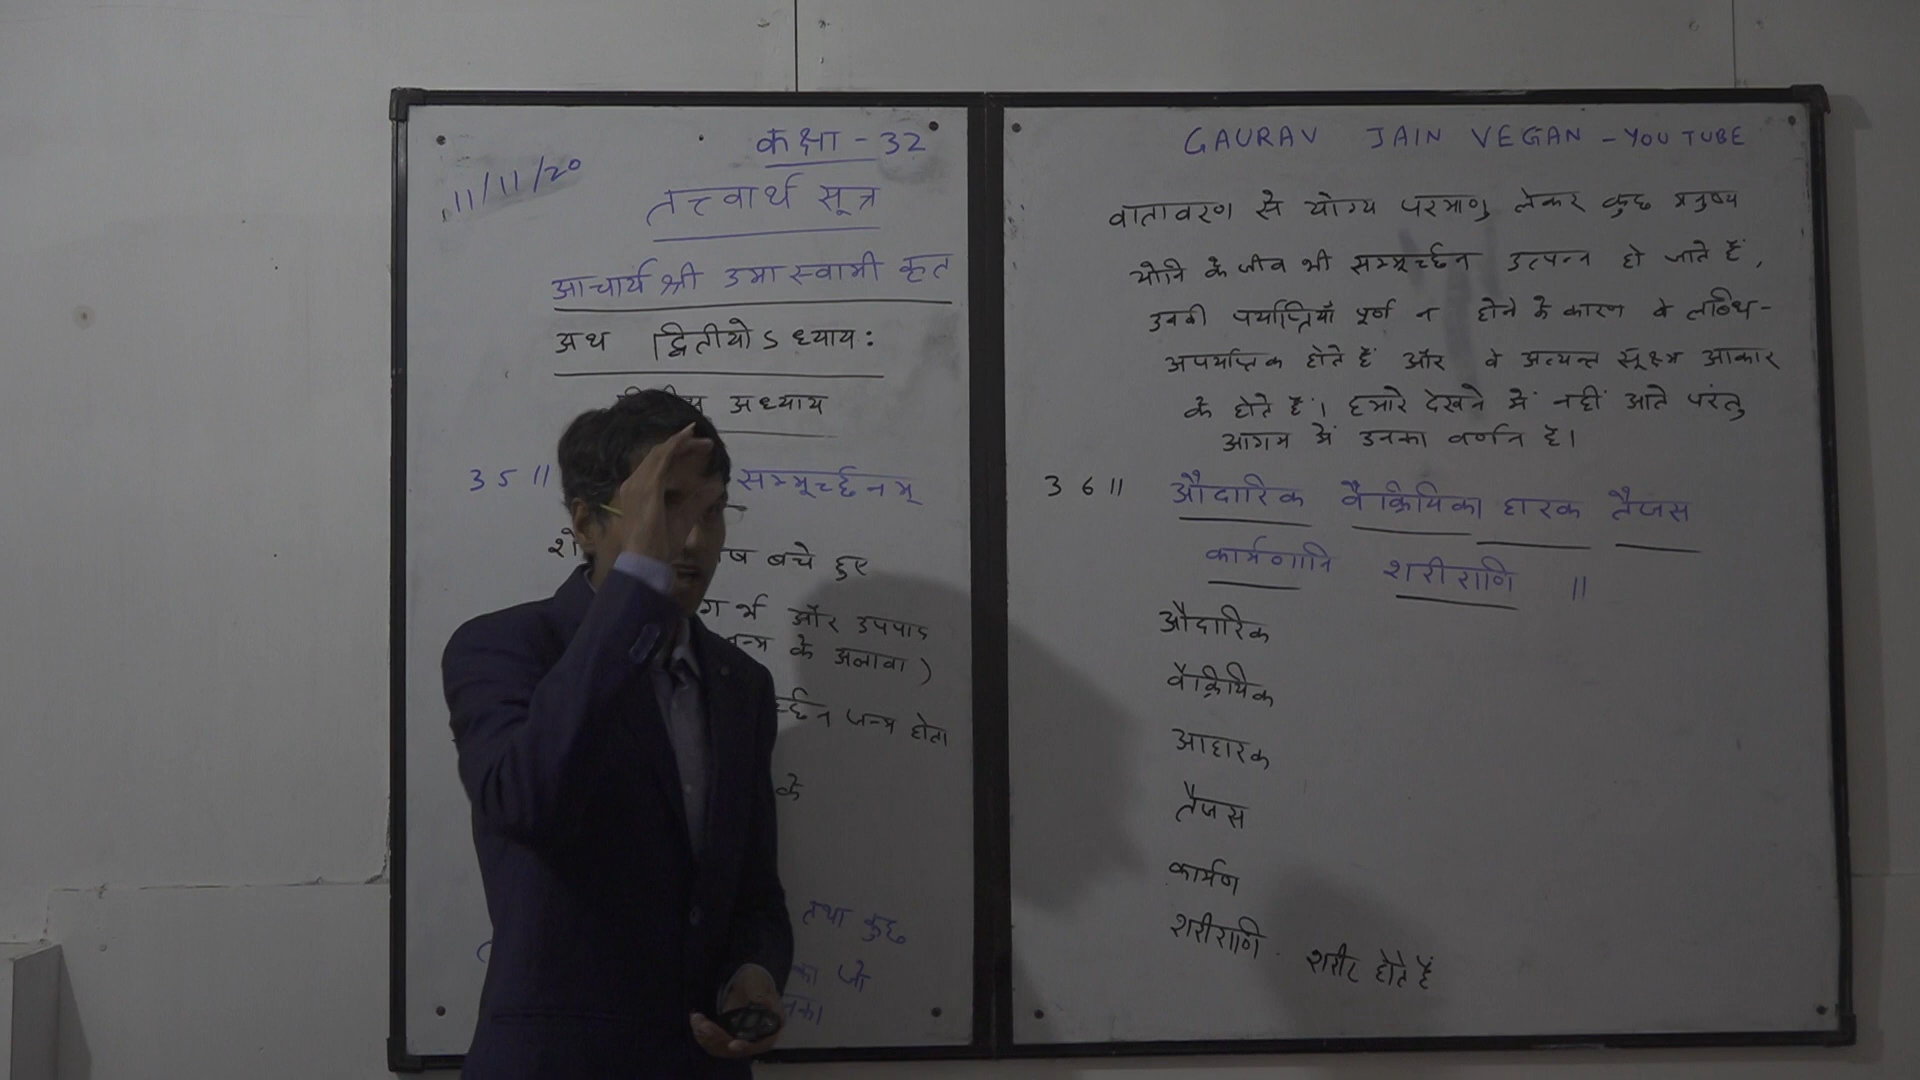 कक्षा - 32
11/11/20
तत्त्वार्थ सूत्र
आचार्य श्री उमास्वामी कृत
अथ द्वितीयोऽध्यायः
अध्याय
35 || सम्मूर्च्छनम्
शे बचे हुए
गर्भ और उपपाद
के अलावा )
जन्म होता
के
तथा कुछ
का जो
GAURAV JAIN VEGAN - YOUTUBE
वातावरण से योग्य परमाणु लेकर कुछ मनुष्य
योनि के जीव भी सम्मूर्च्छन उत्पन्न हो जाते हैं,
उनकी पर्याप्तियाँ पूर्ण न होने के कारण वे लब्धि-
अपर्याप्तक होते हैं और वे अत्यन्त सूक्ष्म आकार
के होते हैं। हमारे देखने में नहीं आते परंतु
आगम में उनका वर्णन है।
36 || औदारिक वैक्रियिका हारक तैजस
कार्मणानि शरीराणि ||
औदारिक
वैक्रियिक
आहारक
तैजस
कार्मण
शरीराणि - शरीर होते हैं